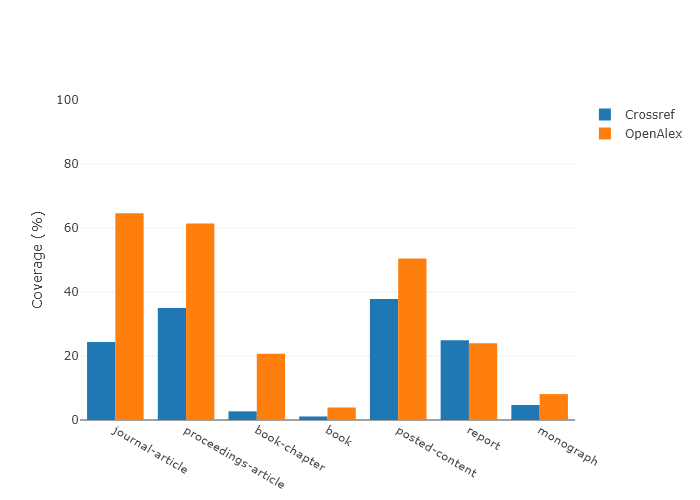 100
80
60
40
20
0
Coverage (%)
journal-article
proceedings-article
book-chapter
book
posted-content
report
monograph
Crossref
OpenAlex